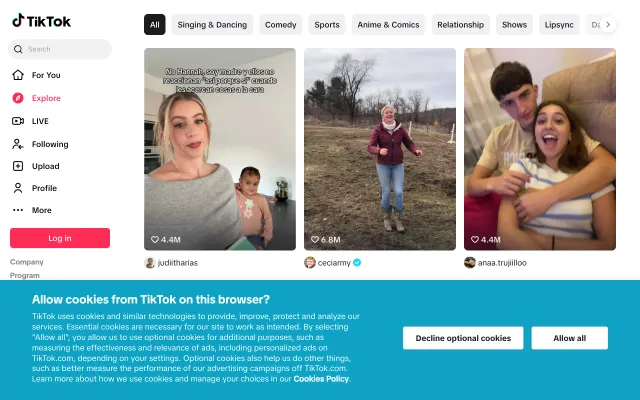 TikTok
All
Singing & Dancing
Comedy
Sports
Anime & Comics
Relationship
Shows
Lipsync
Search
For You
Explore
LIVE
Following
Upload
Profile
More
Log in
Company
Program
No Hannah, soy madre y ellos no
reaccionan "así porque sí" cuando
les acercan cosas a la cara
4.4M
judiitharias
6.8M
ceciarmy
4.4M
anaa.trujiilloo
Allow cookies from TikTok on this browser?
TikTok uses cookies and similar technologies to provide, improve, protect and analyze our
services. Essential cookies are necessary for our site to work as intended. By selecting
"Allow all", you allow us to use optional cookies for additional purposes, such as
measuring the effectiveness and relevance of ads, including personalized ads on
TikTok.com, depending on your settings. Optional cookies also help us do other things,
such as better measure the performance of our advertising campaigns off TikTok.com.
Learn more about how we use cookies and manage your choices in our Cookies Policy.
Decline optional cookies
Allow all